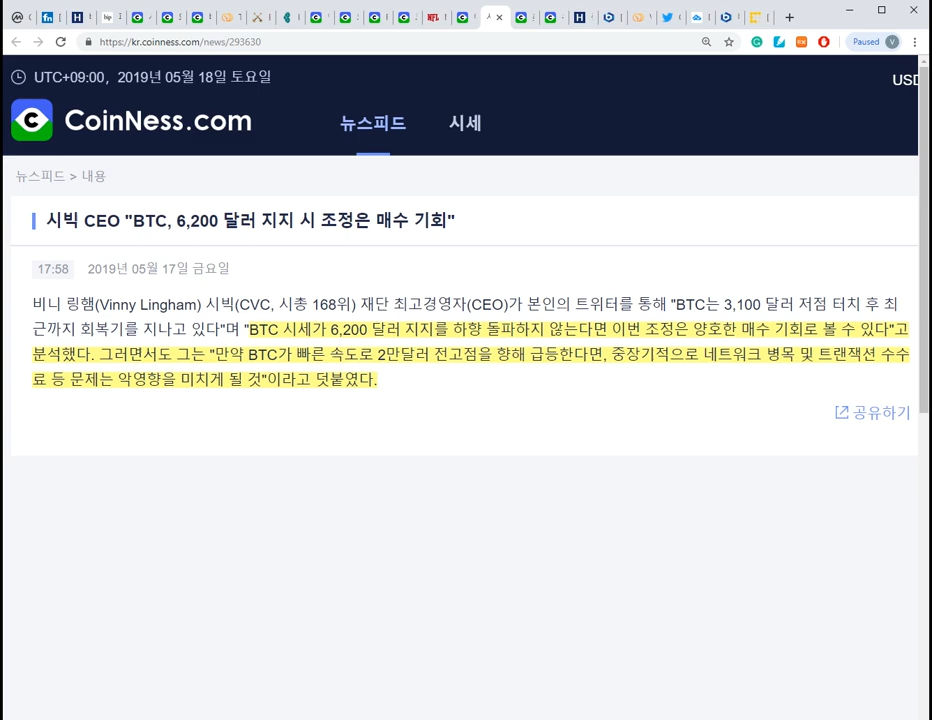 https://kr.coinness.com/news/293630
Paused
V
UTC+09:00, 2019년 05월 18일 토요일
USD
CoinNess.com
뉴스피드
시세
뉴스피드 > 내용
시빅 CEO "BTC, 6,200 달러 지지 시 조정은 매수 기회"
17:58 2019년 05월 17일 금요일
비니 링햄(Vinny Lingham) 시빅(CVC, 시총 168위) 재단 최고경영자(CEO)가 본인의 트위터를 통해 "BTC는 3,100 달러 저점 터치 후 최
근까지 회복기를 지나고 있다"며 "BTC 시세가 6,200 달러 지지를 하향 돌파하지 않는다면 이번 조정은 양호한 매수 기회로 볼 수 있다"고
분석했다. 그러면서도 그는 "만약 BTC가 빠른 속도로 2만달러 전고점을 향해 급등한다면, 중장기적으로 네트워크 병목 및 트랜잭션 수수
료 등 문제는 악영향을 미치게 될 것"이라고 덧붙였다.
공유하기